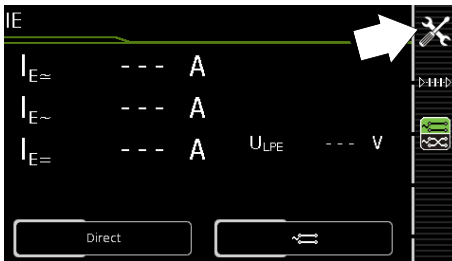 IE
IE≃ --- A
IE~ --- A
IE= --- A ULPE --- V
Direct